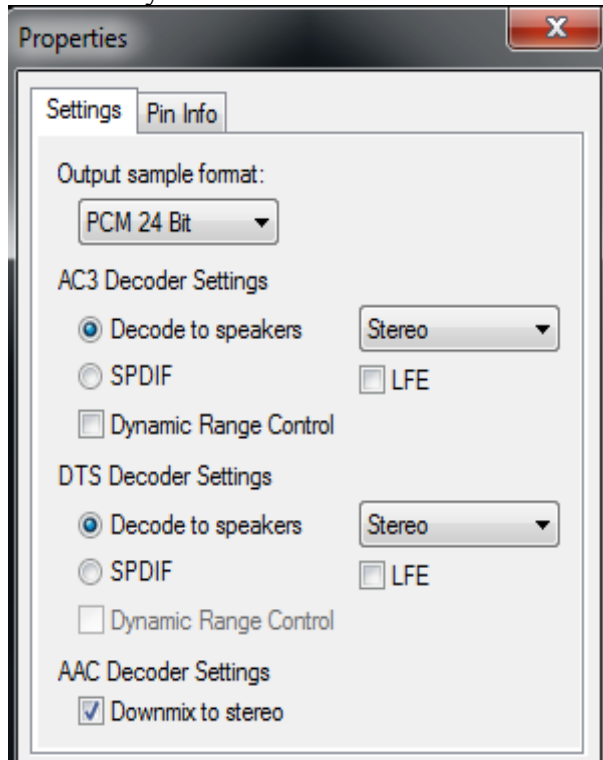 Properties
Settings Pin Info
Output sample format:
PCM 24 Bit
AC3 Decoder Settings
Decode to speakers Stereo
SPDIF LFE
Dynamic Range Control
DTS Decoder Settings
Decode to speakers Stereo
SPDIF LFE
Dynamic Range Control
AAC Decoder Settings
Downmix to stereo